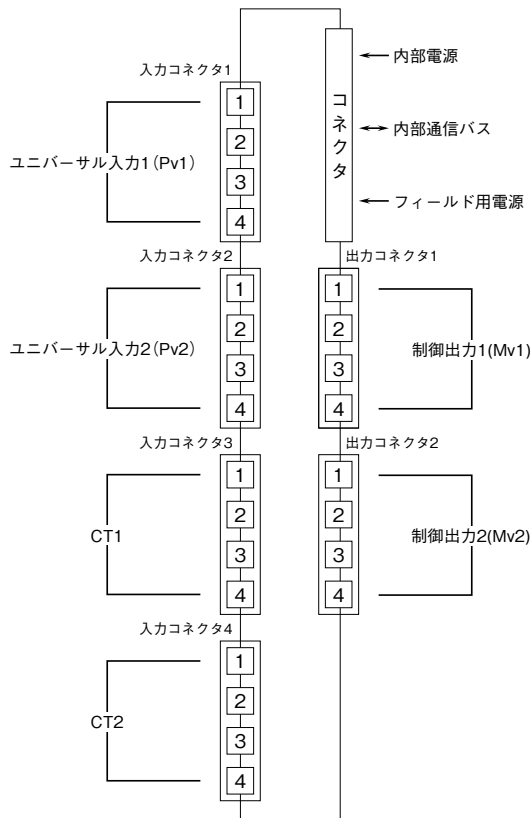 入力コネクタ1
1
2
3
4
ユニバーサル入力1(Pv1)
コネクタ
内部電源
内部通信バス
フィールド用電源
入力コネクタ2
1
2
3
4
ユニバーサル入力2(Pv2)
出力コネクタ1
1
2
3
4
制御出力1(Mv1)
入力コネクタ3
1
2
3
4
CT1
出力コネクタ2
1
2
3
4
制御出力2(Mv2)
入力コネクタ4
1
2
3
4
CT2